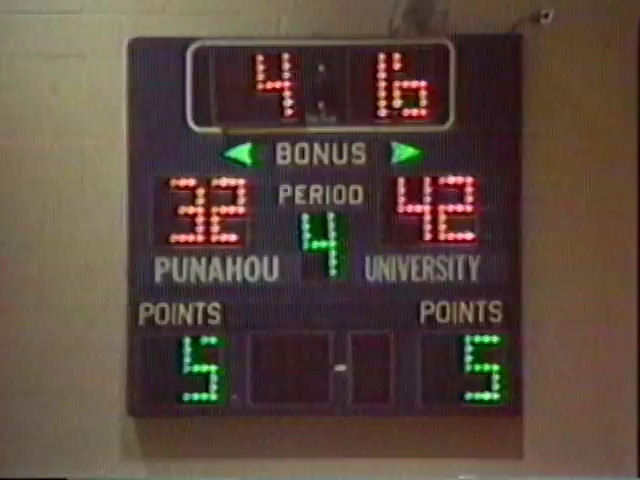 4:16
BONUS
32 PERIOD 42
4
PUNAHOU UNIVERSITY
POINTS POINTS
5 - 5